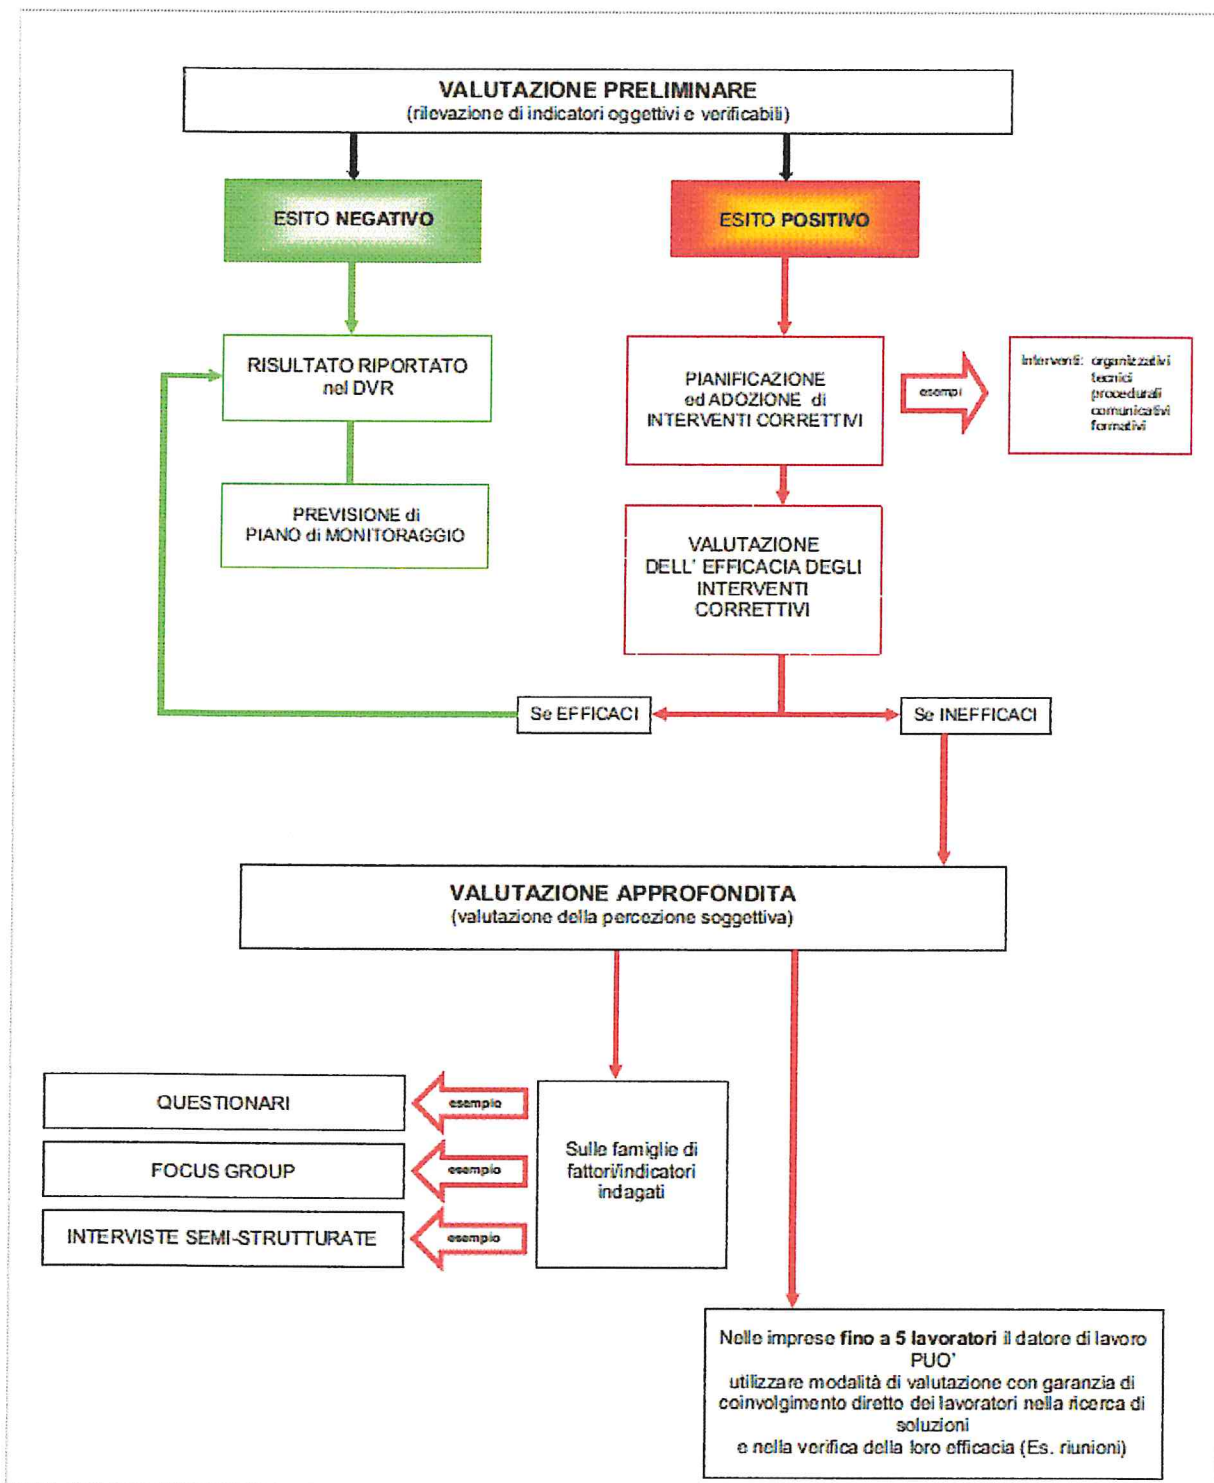 VALUTAZIONE PRELIMINARE
(rilevazione di indicatori oggettivi e verificabili)
ESITO NEGATIVO
ESITO POSITIVO
RISULTATO RIPORTATO
nel DVR
PIANIFICAZIONE
ed ADOZIONE di
INTERVENTI CORRETTIVI
esempi
Interventi: organizzativi
tecnici
procedurali
comunicativi
formativi
PREVISIONE di
PIANO di MONITORAGGIO
VALUTAZIONE
DELL' EFFICACIA DEGLI
INTERVENTI
CORRETTIVI
Se EFFICACI
Se INEFFICACI
VALUTAZIONE APPROFONDITA
(valutazione della percezione soggettiva)
QUESTIONARI
esempio
FOCUS GROUP
esempio
INTERVISTE SEMI-STRUTTURATE
esempio
Sulle famiglie di
fattori/indicatori
indagati
Nelle imprese fino a 5 lavoratori il datore di lavoro
PUO'
utilizzare modalità di valutazione con garanzia di
coinvolgimento diretto dei lavoratori nella ricerca di
soluzioni
e nella verifica della loro efficacia (Es. riunioni)